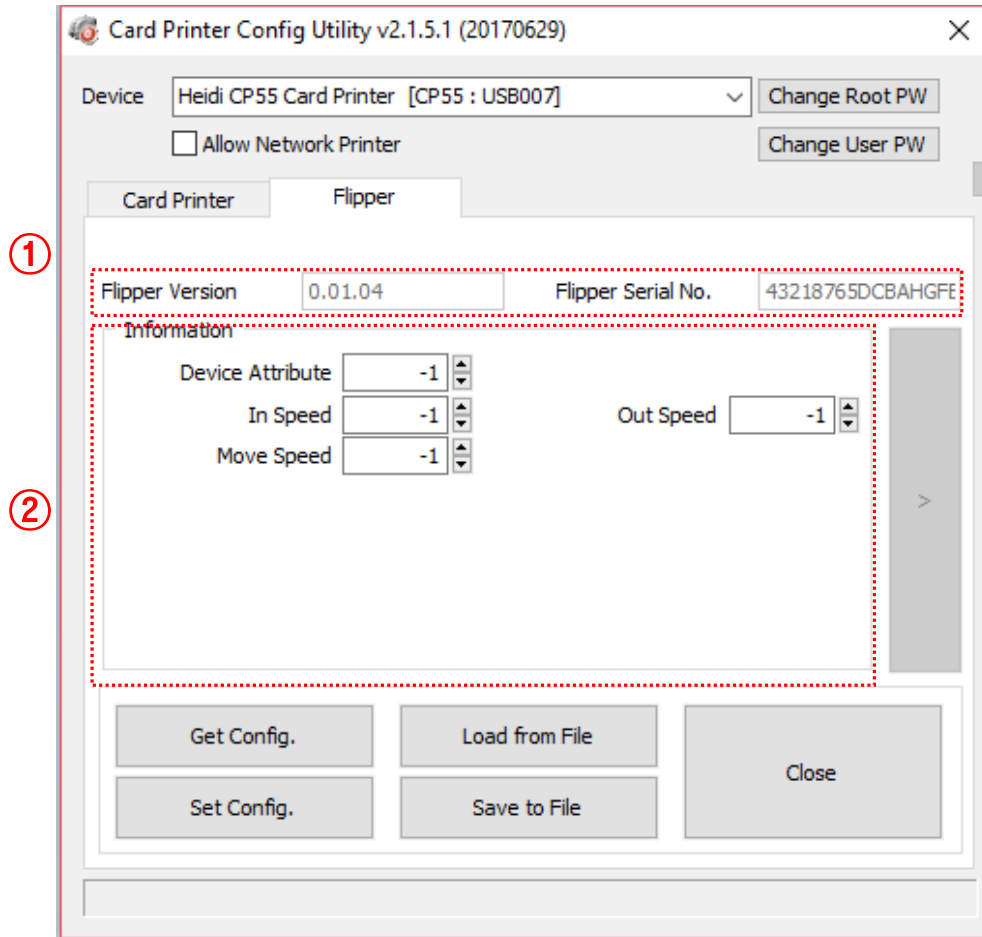 Card Printer Config Utility v2.1.5.1 (20170629)
Device Heidi CP55 Card Printer [CP55 : USB007] Change Root PW
Allow Network Printer Change User PW
Card Printer Flipper
①
Flipper Version 0.01.04 Flipper Serial No. 43218765DCBAHGFE
Information
Device Attribute -1
In Speed -1 Out Speed -1
Move Speed -1
②
>
Get Config. Load from File
Close
Set Config. Save to File